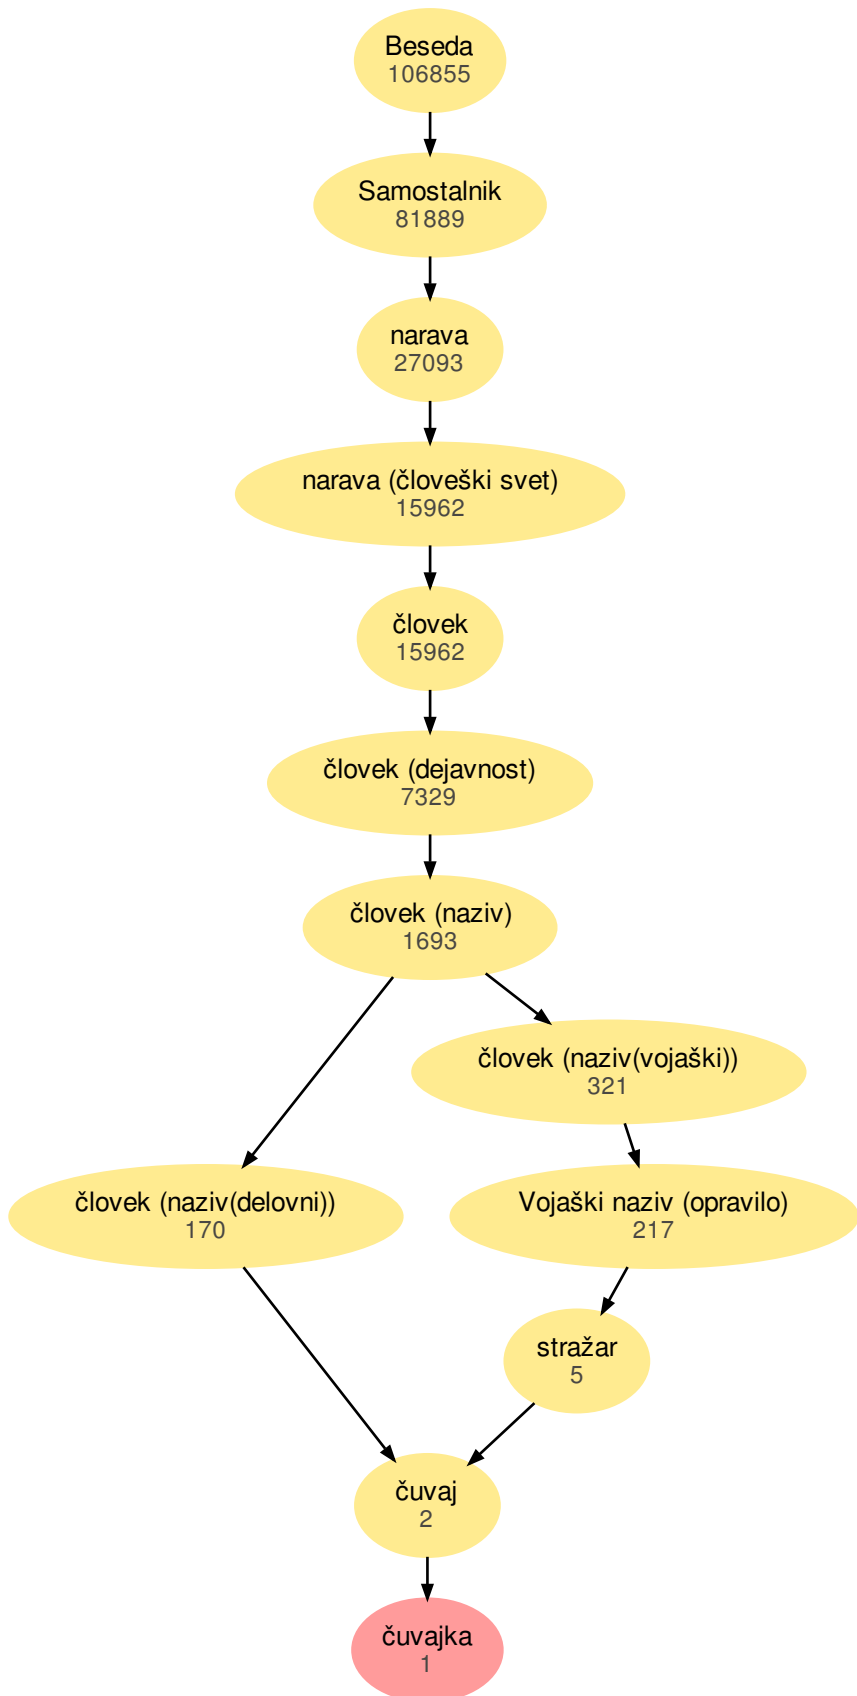 Beseda
106855
Samostalnik
81889
narava
27093
narava (človeški svet)
15962
človek
15962
človek (dejavnost)
7329
človek (naziv)
1693
človek (naziv(vojaški))
321
človek (naziv(delovni))
170
Vojaški naziv (opravilo)
217
stražar
5
čuvaj
2
čuvajka
1